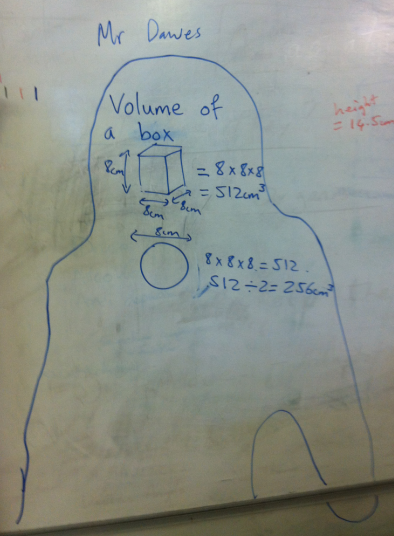 Mr Dawes
Volume of
a box
8cm
= 8×8×8
= 512cm³
8cm
8cm
height
= 14.5cm
8cm
8×8×8=512.
512÷2=256cm³